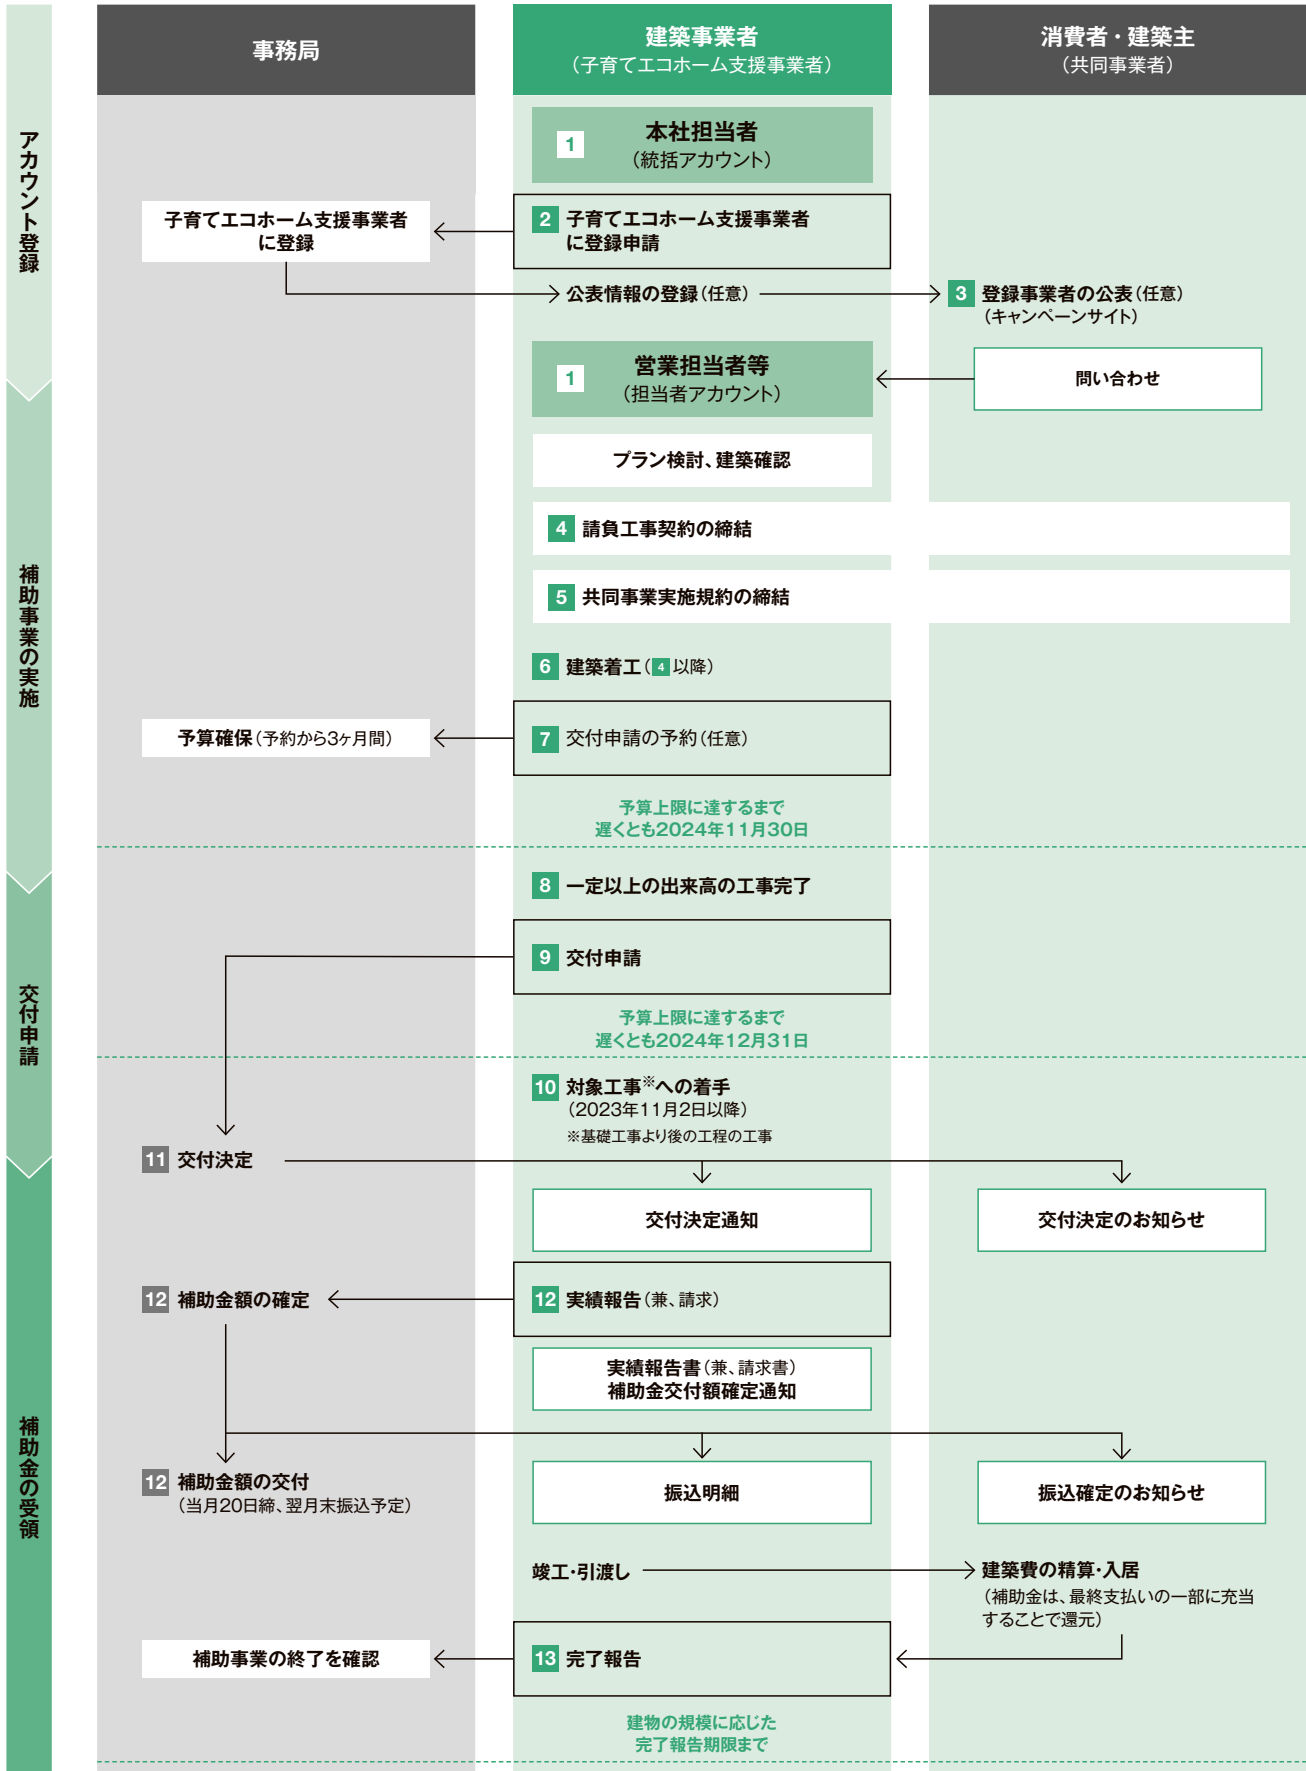 事務局
建築事業者
（子育てエコホーム支援事業者）
消費者・建築主
（共同事業者）
アカウント登録
1
本社担当者
（統括アカウント）
子育てエコホーム支援事業者
に登録
2 子育てエコホーム支援事業者
に登録申請
公表情報の登録（任意）
3 登録事業者の公表（任意）
（キャンペーンサイト）
1
営業担当者等
（担当者アカウント）
問い合わせ
補助事業の実施
プラン検討、建築確認
4 請負工事契約の締結
5 共同事業実施規約の締結
6 建築着工（4以降）
予算確保（予約から3ヶ月間）
7 交付申請の予約（任意）
予算上限に達するまで
遅くとも2024年11月30日
交付申請
8 一定以上の出来高の工事完了
9 交付申請
予算上限に達するまで
遅くとも2024年12月31日
10 対象工事※への着手
（2023年11月2日以降）
※基礎工事より後の工程の工事
補助金の受領
11 交付決定
交付決定通知
交付決定のお知らせ
12 補助金額の確定
12 実績報告（兼、請求）
実績報告書（兼、請求書）
補助金交付額確定通知
12 補助金額の交付
（当月20日締、翌月末振込予定）
振込明細
振込確定のお知らせ
竣工・引渡し
建築費の精算・入居
（補助金は、最終支払いの一部に充当
することで還元）
補助事業の終了を確認
13 完了報告
建物の規模に応じた
完了報告期限まで